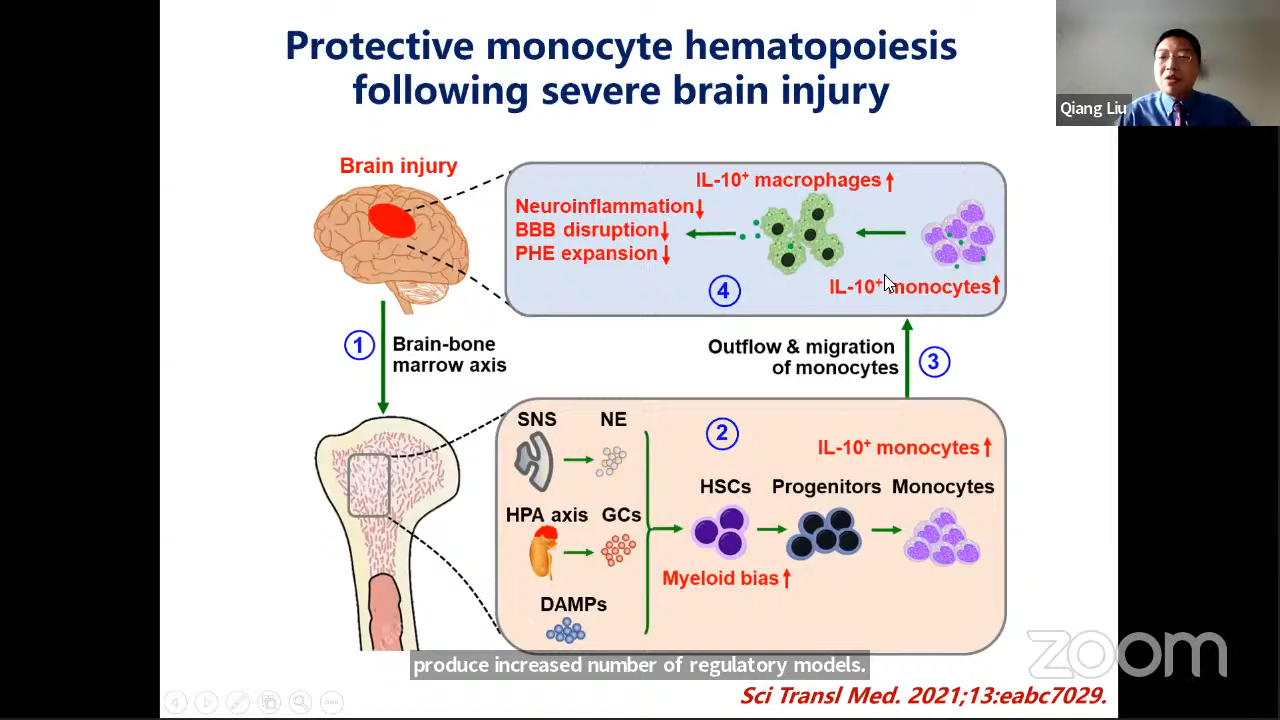 Protective monocyte hematopoiesis
following severe brain injury
Qiang Liu
Brain injury
IL-10+ macrophages↑
Neuroinflammation↓
BBB disruption↓
PHE expansion↓
4
IL-10+ monocytes↑
1
Brain-bone
marrow axis
Outflow & migration
of monocytes
3
SNS
NE
2
IL-10+ monocytes↑
HSCs
Progenitors
Monocytes
HPA axis
GCs
Myeloid bias↑
DAMPs
produce increased number of regulatory models.
zoom
Sci Transl Med. 2021;13:eabc7029.